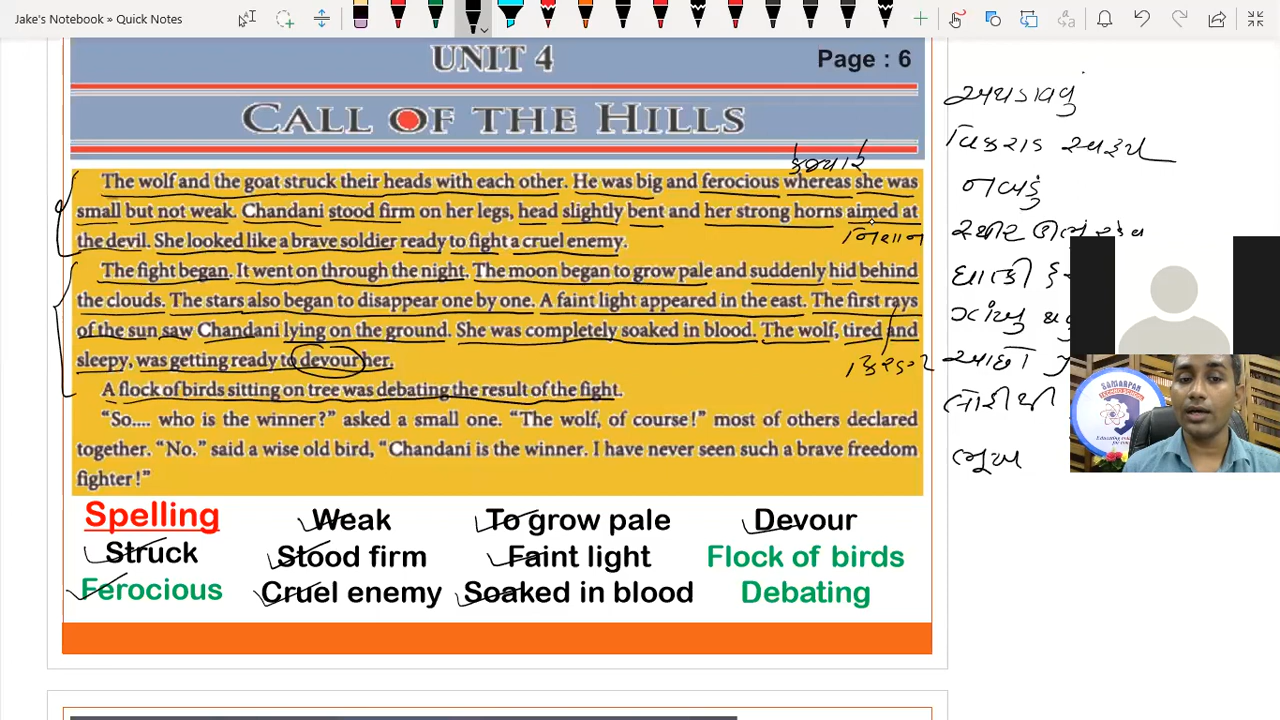 Jake's Notebook » Quick Notes
UNIT 4
Page : 6
CALL OF THE HILLS
The wolf and the goat struck their heads with each other. He was big and ferocious whereas she was
small but not weak. Chandani stood firm on her legs, head slightly bent and her strong horns aimed at
the devil. She looked like a brave soldier ready to fight a cruel enemy.
The fight began. It went on through the night. The moon began to grow pale and suddenly hid behind
the clouds. The stars also began to disappear one by one. A faint light appeared in the east. The first rays
of the sun saw Chandani lying on the ground. She was completely soaked in blood. The wolf, tired and
sleepy, was getting ready to devour her.
A flock of birds sitting on tree was debating the result of the fight.
“So.... who is the winner?” asked a small one. “The wolf, of course!” most of others declared
together. “No.” said a wise old bird, “Chandani is the winner. I have never seen such a brave freedom
fighter!”
Spelling
Weak
To grow pale
Devour
Struck
Stood firm
Faint light
Flock of birds
Ferocious
Cruel enemy
Soaked in blood
Debating
અથડાવવું
વિકરાળ સ્વરૂપ
નબળું
જ્યારે
નિશાન
કિરણ
SAMARPAN